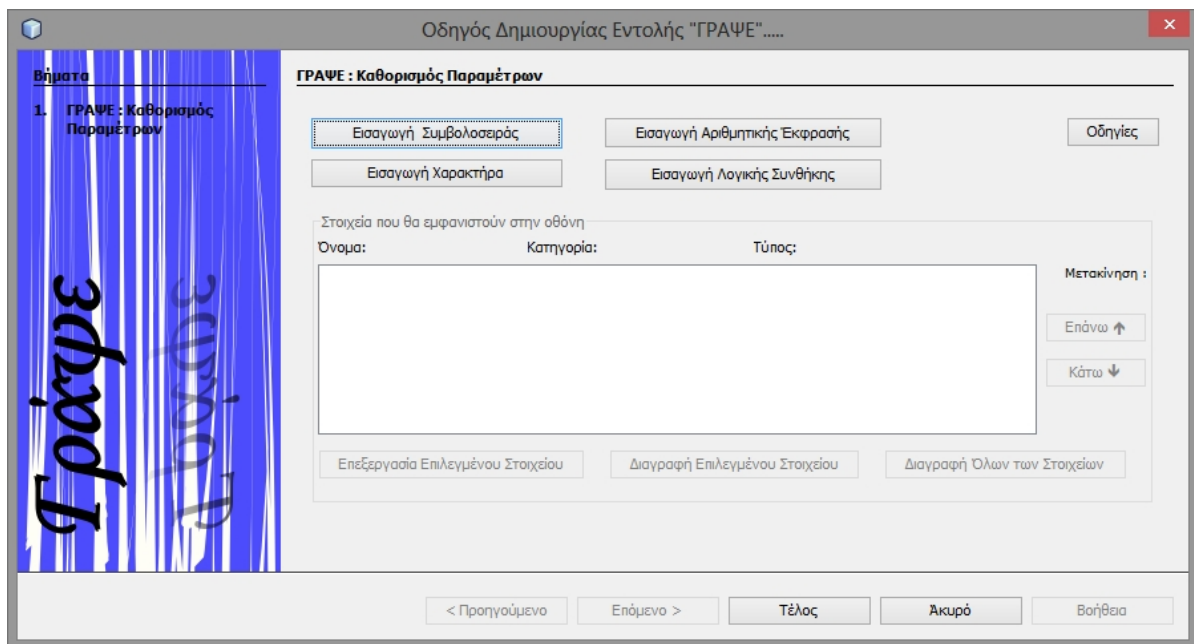 Οδηγός Δημιουργίας Εντολής "ΓΡΑΨΕ".....
Βήματα
1. ΓΡΑΨΕ : Καθορισμός
Παραμέτρων
Γράψε
Γράψε
ΓΡΑΨΕ : Καθορισμός Παραμέτρων
Εισαγωγή Συμβολοσειράς
Εισαγωγή Αριθμητικής Έκφρασής
Οδηγίες
Εισαγωγή Χαρακτήρα
Εισαγωγή Λογικής Συνθήκης
Στοιχεία που θα εμφανιστούν στην οθόνη
Όνομα: Κατηγορία: Τύπος:
Μετακίνηση :
Επάνω ↑
Κάτω ↓
Επεξεργασία Επιλεγμένου Στοιχείου
Διαγραφή Επιλεγμένου Στοιχείου
Διαγραφή Όλων των Στοιχείων
< Προηγούμενο
Επόμενο >
Τέλος
Άκυρό
Βοήθεια